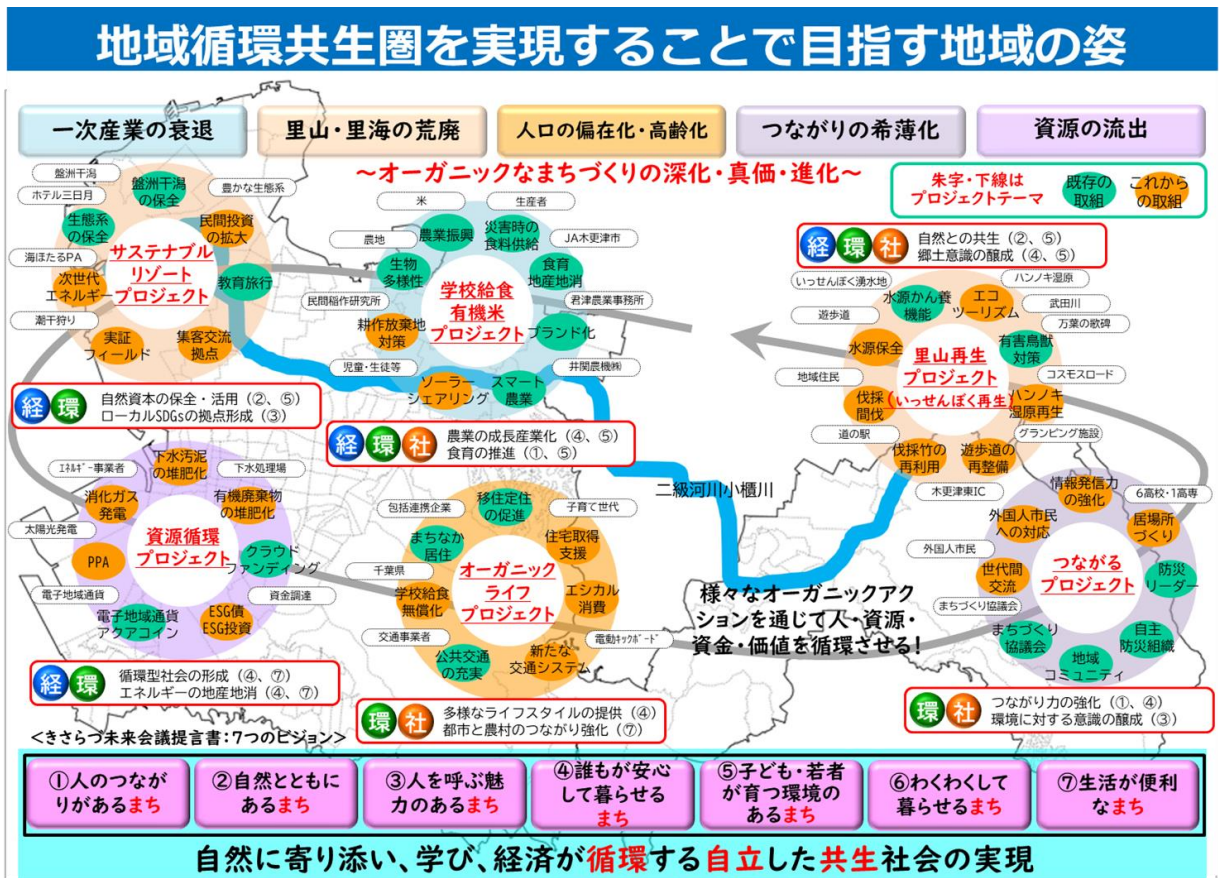 地域循環共生圏を実現することで目指す地域の姿
一次産業の衰退
里山・里海の荒廃
人口の偏在化・高齢化
つながりの希薄化
資源の流出
～オーガニックなまちづくりの深化・真価・進化～
朱字・下線は
プロジェクトテーマ
既存の
取組
これから
の取組
盤洲干潟
ホテル三日月
盤洲干潟
の保全
豊かな生態系
生態系
の保全
民間投資
の拡大
サステナブル
リゾート
プロジェクト
海ほたるPA
次世代
エネルギー
教育旅行
潮干狩り
実証
フィールド
集客交流
拠点
経
環
自然資本の保全・活用（②、⑤）
ローカルSDGsの拠点形成（③）
米
生産者
農業振興
災害時の
食料供給
農地
JA木更津市
生物
多様性
食育
地産地消
学校給食
有機米
プロジェクト
民間稲作研究所
君津農業事務所
耕作放棄地
対策
ブランド化
児童・生徒等
井関農機㈱
ソーラー
シェアリング
スマート
農業
経
環
社
農業の成長産業化（④、⑤）
食育の推進（①、⑤）
経
環
社
自然との共生（②、⑤）
郷土意識の醸成（④、⑤）
いっせんぼく湧水地
ハンノキ湿原
水源かん養
機能
エコ
ツーリズム
武田川
遊歩道
万葉の歌碑
水源保全
有害鳥獣
対策
里山再生
プロジェクト
（いっせんぼく再生）
地域住民
コスモスロード
伐採
間伐
ハンノキ
湿原再生
道の駅
グランピング施設
伐採竹の
再利用
遊歩道の
再整備
木更津東IC
二級河川小櫃川
エネルギー事業者
下水汚泥
の堆肥化
下水処理場
消化ガス
発電
有機廃棄物
の堆肥化
太陽光発電
資源循環
プロジェクト
PPA
クラウド
ファンディング
電子地域通貨
資金調達
電子地域通貨
アクアコイン
ESG債
ESG投資
経
環
循環型社会の形成（④、⑦）
エネルギーの地産地消（④、⑦）
包括連携企業
移住定住
の促進
子育て世代
まちなか
居住
住宅取得
支援
千葉県
オーガニック
ライフ
プロジェクト
学校給食
無償化
エシカル
消費
交通事業者
電動ｷｯｸﾎﾞｰﾄﾞ
公共交通
の充実
新たな
交通システム
環
社
多様なライフスタイルの提供（④）
都市と農村のつながり強化（⑦）
様々なオーガニックアク
ションを通じて人・資源・
資金・価値を循環させる！
情報発信力
の強化
6高校・1高専
外国人市民
への対応
居場所
づくり
外国人市民
つながる
プロジェクト
世代間
交流
防災
リーダー
まちづくり協議会
まちづくり
協議会
自主
防災組織
地域
コミュニティ
環
社
つながり力の強化（①、④）
環境に対する意識の醸成（③）
＜きさらづ未来会議提言書：7つのビジョン＞
①人のつなが
りがあるまち
②自然とともに
あるまち
③人を呼ぶ魅
力のあるまち
④誰もが安心
して暮らせる
まち
⑤子ども・若者
が育つ環境の
あるまち
⑥わくわくして
暮らせるまち
⑦生活が便利
なまち
自然に寄り添い、学び、経済が循環する自立した共生社会の実現